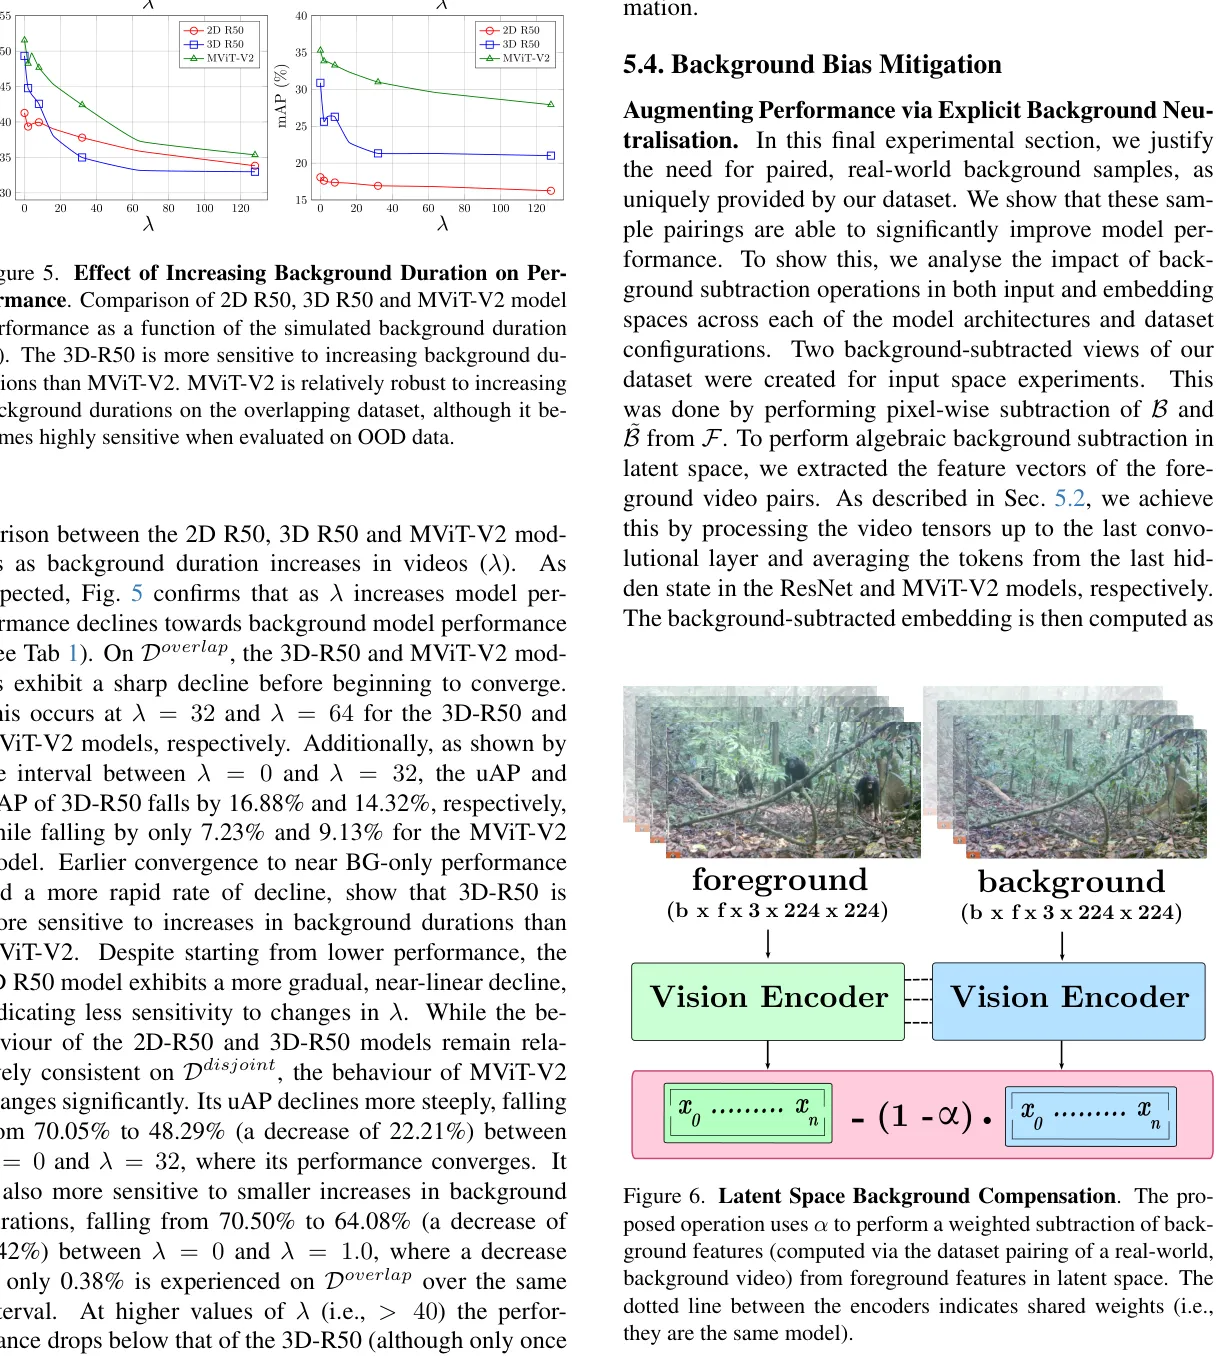 λ
λ
55
50
45
40
35
30
0 20 40 60 80 100 120
λ
2D R50
3D R50
MViT-V2
40
35
30
25
20
15
mAP (%)
0 20 40 60 80 100 120
λ
2D R50
3D R50
MViT-V2
gure 5. Effect of Increasing Background Duration on Per-
rmance. Comparison of 2D R50, 3D R50 and MViT-V2 model
rformance as a function of the simulated background duration
). The 3D-R50 is more sensitive to increasing background du-
tions than MViT-V2. MViT-V2 is relatively robust to increasing
ckground durations on the overlapping dataset, although it be-
mes highly sensitive when evaluated on OOD data.
rison between the 2D R50, 3D R50 and MViT-V2 mod-
s as background duration increases in videos (λ). As
pected, Fig. 5 confirms that as λ increases model per-
rmance declines towards background model performance
ee Tab 1). On 𝒟^overlap, the 3D-R50 and MViT-V2 mod-
s exhibit a sharp decline before beginning to converge.
his occurs at λ = 32 and λ = 64 for the 3D-R50 and
ViT-V2 models, respectively. Additionally, as shown by
e interval between λ = 0 and λ = 32, the uAP and
AP of 3D-R50 falls by 16.88% and 14.32%, respectively,
hile falling by only 7.23% and 9.13% for the MViT-V2
odel. Earlier convergence to near BG-only performance
d a more rapid rate of decline, show that 3D-R50 is
ore sensitive to increases in background durations than
ViT-V2. Despite starting from lower performance, the
D R50 model exhibits a more gradual, near-linear decline,
dicating less sensitivity to changes in λ. While the be-
viour of the 2D-R50 and 3D-R50 models remain rela-
vely consistent on 𝒟^disjoint, the behaviour of MViT-V2
anges significantly. Its uAP declines more steeply, falling
om 70.05% to 48.29% (a decrease of 22.21%) between
= 0 and λ = 32, where its performance converges. It
also more sensitive to smaller increases in background
rations, falling from 70.50% to 64.08% (a decrease of
42%) between λ = 0 and λ = 1.0, where a decrease
only 0.38% is experienced on 𝒟^overlap over the same
terval. At higher values of λ (i.e., > 40) the perfor-
ance drops below that of the 3D-R50 (although only once
mation.
5.4. Background Bias Mitigation
Augmenting Performance via Explicit Background Neu-
tralisation. In this final experimental section, we justify
the need for paired, real-world background samples, as
uniquely provided by our dataset. We show that these sam-
ple pairings are able to significantly improve model per-
formance. To show this, we analyse the impact of back-
ground subtraction operations in both input and embedding
spaces across each of the model architectures and dataset
configurations. Two background-subtracted views of our
dataset were created for input space experiments. This
was done by performing pixel-wise subtraction of ℬ and
ℬ̃ from ℱ. To perform algebraic background subtraction in
latent space, we extracted the feature vectors of the fore-
ground video pairs. As described in Sec. 5.2, we achieve
this by processing the video tensors up to the last convo-
lutional layer and averaging the tokens from the last hid-
den state in the ResNet and MViT-V2 models, respectively.
The background-subtracted embedding is then computed as
foreground
(b x f x 3 x 224 x 224)
background
(b x f x 3 x 224 x 224)
Vision Encoder
Vision Encoder
x₀ ......... xₙ - (1 -α) • x₀ ......... xₙ
Figure 6. Latent Space Background Compensation. The pro-
posed operation uses α to perform a weighted subtraction of back-
ground features (computed via the dataset pairing of a real-world,
background video) from foreground features in latent space. The
dotted line between the encoders indicates shared weights (i.e.,
they are the same model).